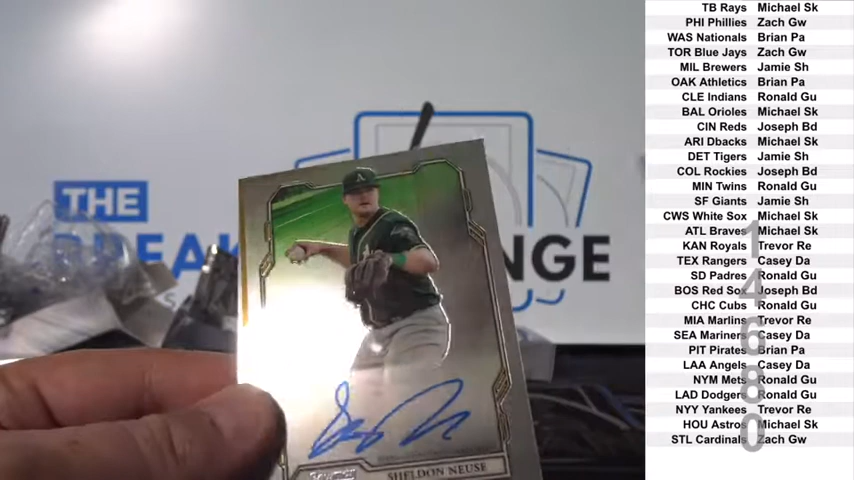 THE
BREAK
NGE
A
SHELDON NEUSE
TB Rays Michael Sk
PHI Phillies Zach Gw
WAS Nationals Brian Pa
TOR Blue Jays Zach Gw
MIL Brewers Jamie Sh
OAK Athletics Brian Pa
CLE Indians Ronald Gu
BAL Orioles Michael Sk
CIN Reds Joseph Bd
ARI Dbacks Michael Sk
DET Tigers Jamie Sh
COL Rockies Joseph Bd
MIN Twins Ronald Gu
SF Giants Jamie Sh
CWS White Sox Michael Sk
ATL Braves Michael Sk
KAN Royals Trevor Re
TEX Rangers Casey Da
SD Padres Ronald Gu
BOS Red Sox Joseph Bd
CHC Cubs Ronald Gu
MIA Marlins Trevor Re
SEA Mariners Casey Da
PIT Pirates Brian Pa
LAA Angels Casey Da
NYM Mets Ronald Gu
LAD Dodgers Ronald Gu
NYY Yankees Trevor Re
HOU Astros Michael Sk
STL Cardinals Zach Gw
1
4
6
8
0